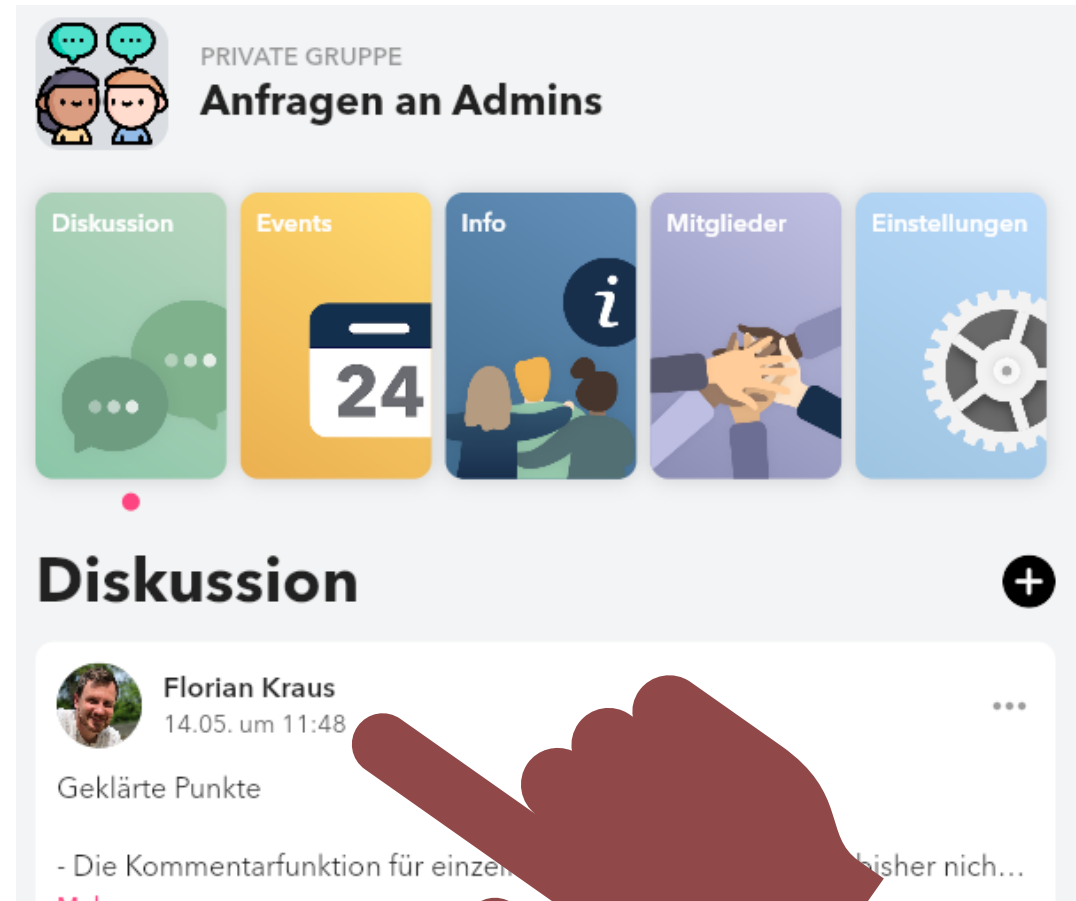 PRIVATE GRUPPE
Anfragen an Admins
Diskussion
Events
Info
Mitglieder
Einstellungen
i
24
Diskussion
Florian Kraus
14.05. um 11:48
Geklärte Punkte
- Die Kommentarfunktion für bisher nich...